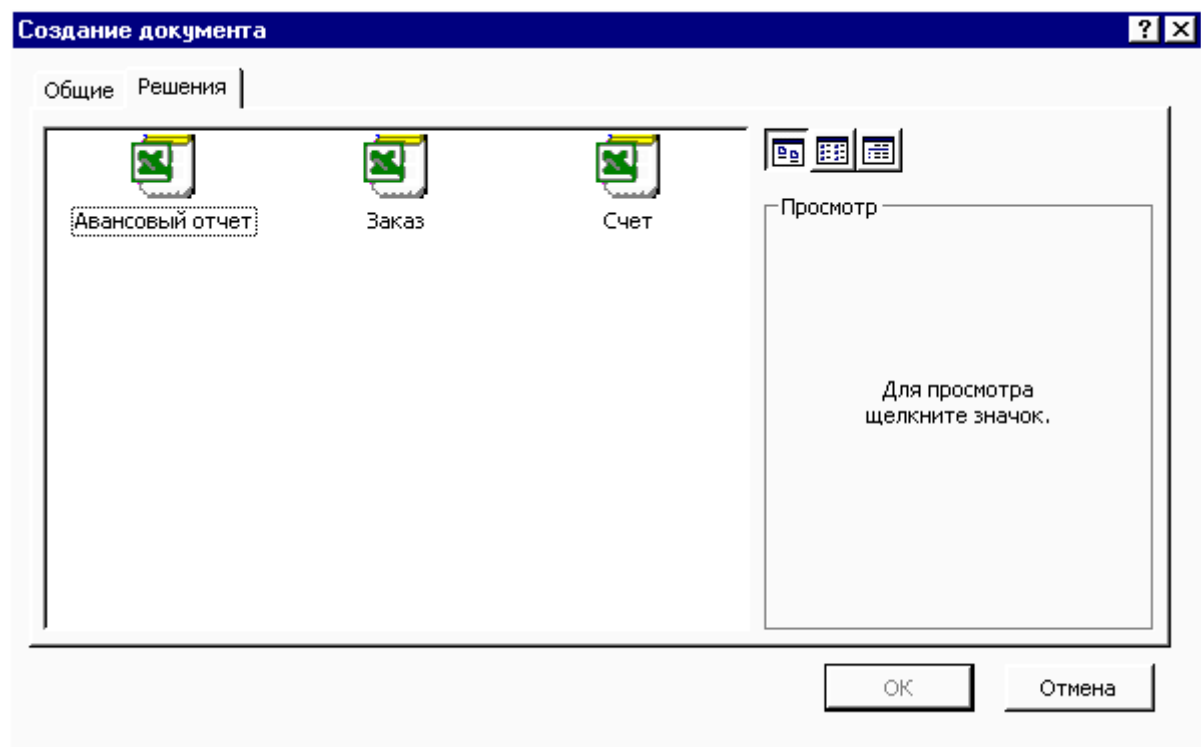 Создание документа
Общие Решения
Авансовый отчет Заказ Счет
Просмотр
Для просмотра
щелкните значок.
OK Отмена